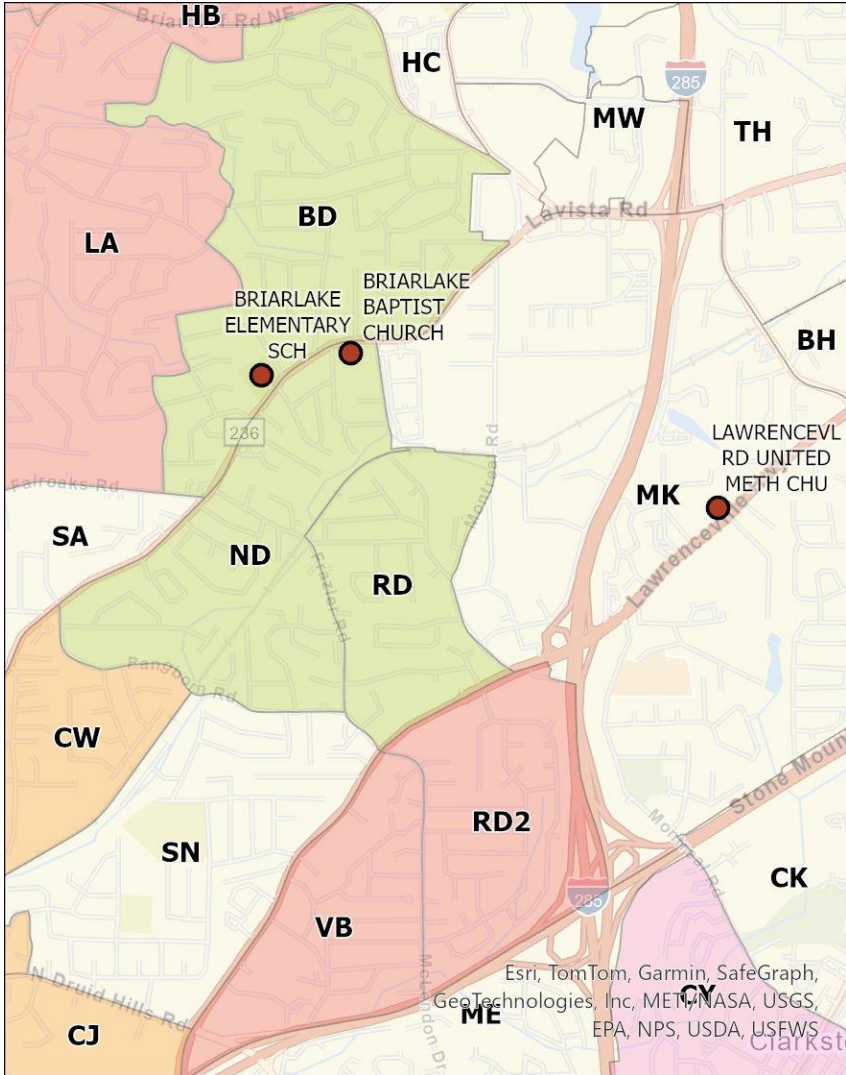 HB
Briarcliff Rd NE
HC
285
MW
TH
BD
Lavista Rd
LA
BRIARLAKE
ELEMENTARY
SCH
BRIARLAKE
BAPTIST
CHURCH
BH
236
Montreal Rd
LAWRENCEVL
RD UNITED
METH CHU
Fairoaks Rd
MK
SA
Lawrenceville
ND
Frazier Rd
RD
Pangborn Rd
CW
Stone Moun
RD2
SN
Montreal Rd
CK
285
VB
McLendon Dr
N Druid Hills Rd
Esri, TomTom, Garmin, SafeGraph,
GeoTechnologies, Inc, METI/NASA, USGS,
EPA, NPS, USDA, USFWS
CY
ME
CJ
Clarksto